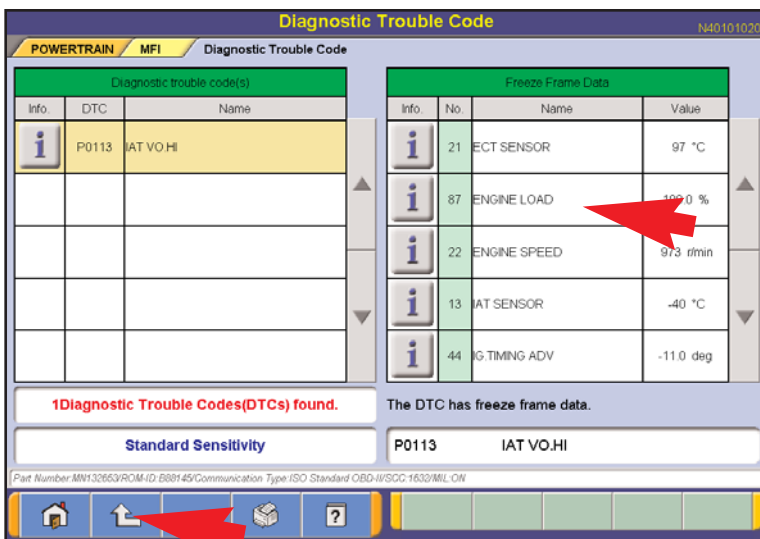 Diagnostic Trouble Code
N40101020
POWERTRAIN MFI Diagnostic Trouble Code
Diagnostic trouble code(s)
Info. DTC Name
i P0113 IAT VO.HI
Freeze Frame Data
Info. No. Name Value
i 21 ECT SENSOR 97 °C
i 87 ENGINE LOAD %
i 22 ENGINE SPEED 973 r/min
i 13 IAT SENSOR -40 °C
i 44 IG.TIMING ADV -11.0 deg
1Diagnostic Trouble Codes(DTCs) found.
The DTC has freeze frame data.
Standard Sensitivity
P0113 IAT VO.HI
Part Number:MN132653/ROM-ID:B88145/Communication Type:ISO Standard OBD-II/SCC:1632/MIL:ON
?